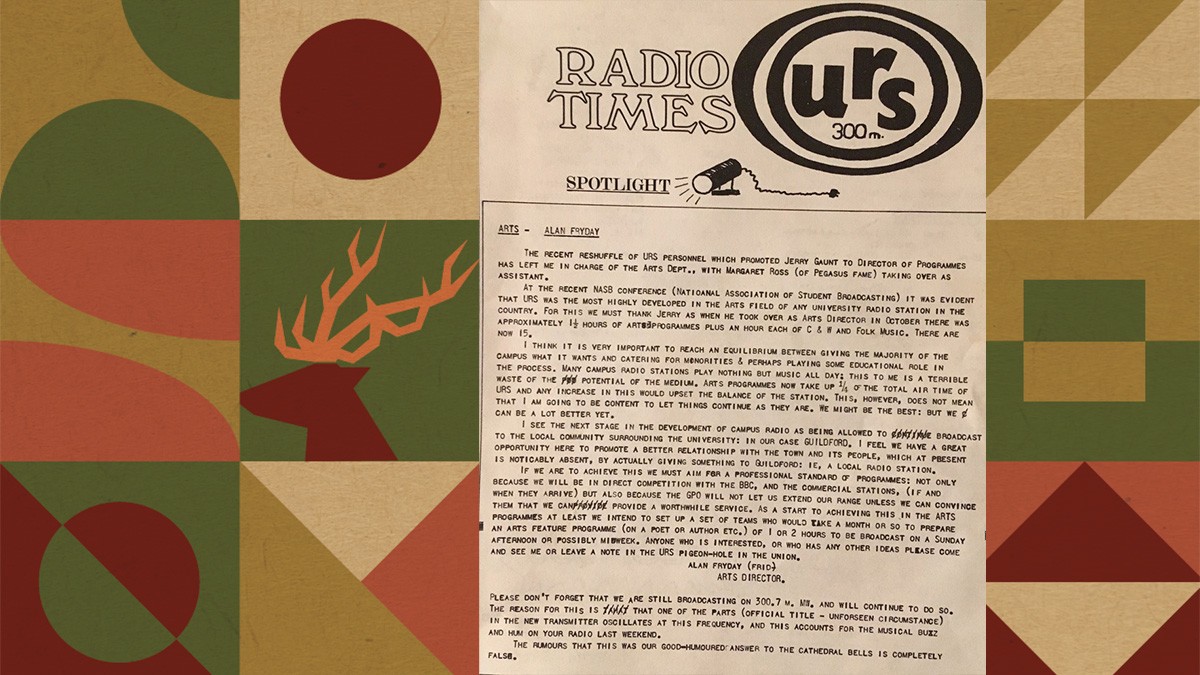 RADIO
TIMES
urs
300m.
SPOTLIGHT
ARTS - ALAN FRYDAY
THE RECENT RESHUFFLE OF URS PERSONNEL WHICH PROMOTED JERRY GAUNT TO DIRECTOR OF PROGRAMMES
HAS LEFT ME IN CHARGE OF THE ARTS DEPT., WITH MARGARET ROSS (OF PEGASUS FAME) TAKING OVER AS
ASSISTANT.
AT THE RECENT NASB CONFERENCE (NATIOANAL ASSOCIATION OF STUDENT BROADCASTING) IT WAS EVIDENT
THAT URS WAS THE MOST HIGHLY DEVELOPED IN THE ARTS FIELD OF ANY UNIVERSITY RADIO STATION IN THE
COUNTRY. FOR THIS WE MUST THANK JERRY AS WHEN HE TOOK OVER AS ARTS DIRECTOR IN OCTOBER THERE WAS
APPROXIMATELY 1½ HOURS OF ARTS PROGRAMMES PLUS AN HOUR EACH OF C & W AND FOLK MUSIC. THERE ARE
NOW 15.
I THINK IT IS VERY IMPORTANT TO REACH AN EQUILIBRIUM BETWEEN GIVING THE MAJORITY OF THE
CAMPUS WHAT IT WANTS AND CATERING FOR MINORITIES & PERHAPS PLAYING SOME EDUCATIONAL ROLE IN
THE PROCESS. MANY CAMPUS RADIO STATIONS PLAY NOTHING BUT MUSIC ALL DAY; THIS TO ME IS A TERRIBLE
WASTE OF THE POTENTIAL OF THE MEDIUM. ARTS PROGRAMMES NOW TAKE UP OF THE TOTAL AIR TIME OF
URS AND ANY INCREASE IN THIS WOULD UPSET THE BALANCE OF THE STATION. THIS, HOWEVER, DOES NOT MEAN
THAT I AM GOING TO BE CONTENT TO LET THINGS CONTINUE AS THEY ARE. WE MIGHT BE THE BEST: BUT WE
CAN BE A LOT BETTER YET.
I SEE THE NEXT STAGE IN THE DEVELOPMENT OF CAMPUS RADIO AS BEING ALLOWED TO BROADCAST
TO THE LOCAL COMMUNITY SURROUNDING THE UNIVERSITY: IN OUR CASE GUILDFORD. I FEEL WE HAVE A GREAT
OPPORTUNITY HERE TO PROMOTE A BETTER RELATIONSHIP WITH THE TOWN AND ITS PEOPLE, WHICH AT PRESENT
IS NOTICABLY ABSENT, BY ACTUALLY GIVING SOMETHING TO GUILDFORD: IE, A LOCAL RADIO STATION.
IF WE ARE TO ACHIEVE THIS WE MUST AIM FOR A PROFESSIONAL STANDARD OF PROGRAMMES: NOT ONLY
BECAUSE WE WILL BE IN DIRECT COMPETITION WITH THE BBC, AND THE COMMERCIAL STATIONS, (IF AND
WHEN THEY ARRIVE) BUT ALSO BECAUSE THE GPO WILL NOT LET US EXTEND OUR RANGE UNLESS WE CAN CONVINCE
THEM THAT WE CAN PROVIDE A WORTHWHILE SERVICE. AS A START TO ACHIEVING THIS IN THE ARTS
PROGRAMMES AT LEAST WE INTEND TO SET UP A SET OF TEAMS WHO WOULD TAKE A MONTH OR SO TO PREPARE
AN ARTS FEATURE PROGRAMME (ON A POET OR AUTHOR ETC.) OF 1 OR 2 HOURS TO BE BROADCAST ON A SUNDAY
AFTERNOON OR POSSIBLY MIDWEEK. ANYONE WHO IS INTERESTED, OR WHO HAS ANY OTHER IDEAS PLEASE COME
AND SEE ME OR LEAVE A NOTE IN THE URS PIGEON-HOLE IN THE UNION.
ALAN FRYDAY (FRID)
ARTS DIRECTOR.
PLEASE DON'T FORGET THAT WE ARE STILL BROADCASTING ON 300.7 M. MW. AND WILL CONTINUE TO DO SO.
THE REASON FOR THIS IS THAT ONE OF THE PARTS (OFFICIAL TITLE - UNFORSEEN CIRCUMSTANCE)
IN THE NEW TRANSMITTER OSCILLATES AT THIS FREQUENCY, AND THIS ACCOUNTS FOR THE MUSICAL BUZZ
AND HUM ON YOUR RADIO LAST WEEKEND.
THE RUMOURS THAT THIS WAS OUR GOOD-HUMOURED ANSWER TO THE CATHEDRAL BELLS IS COMPLETELY
FALSE.